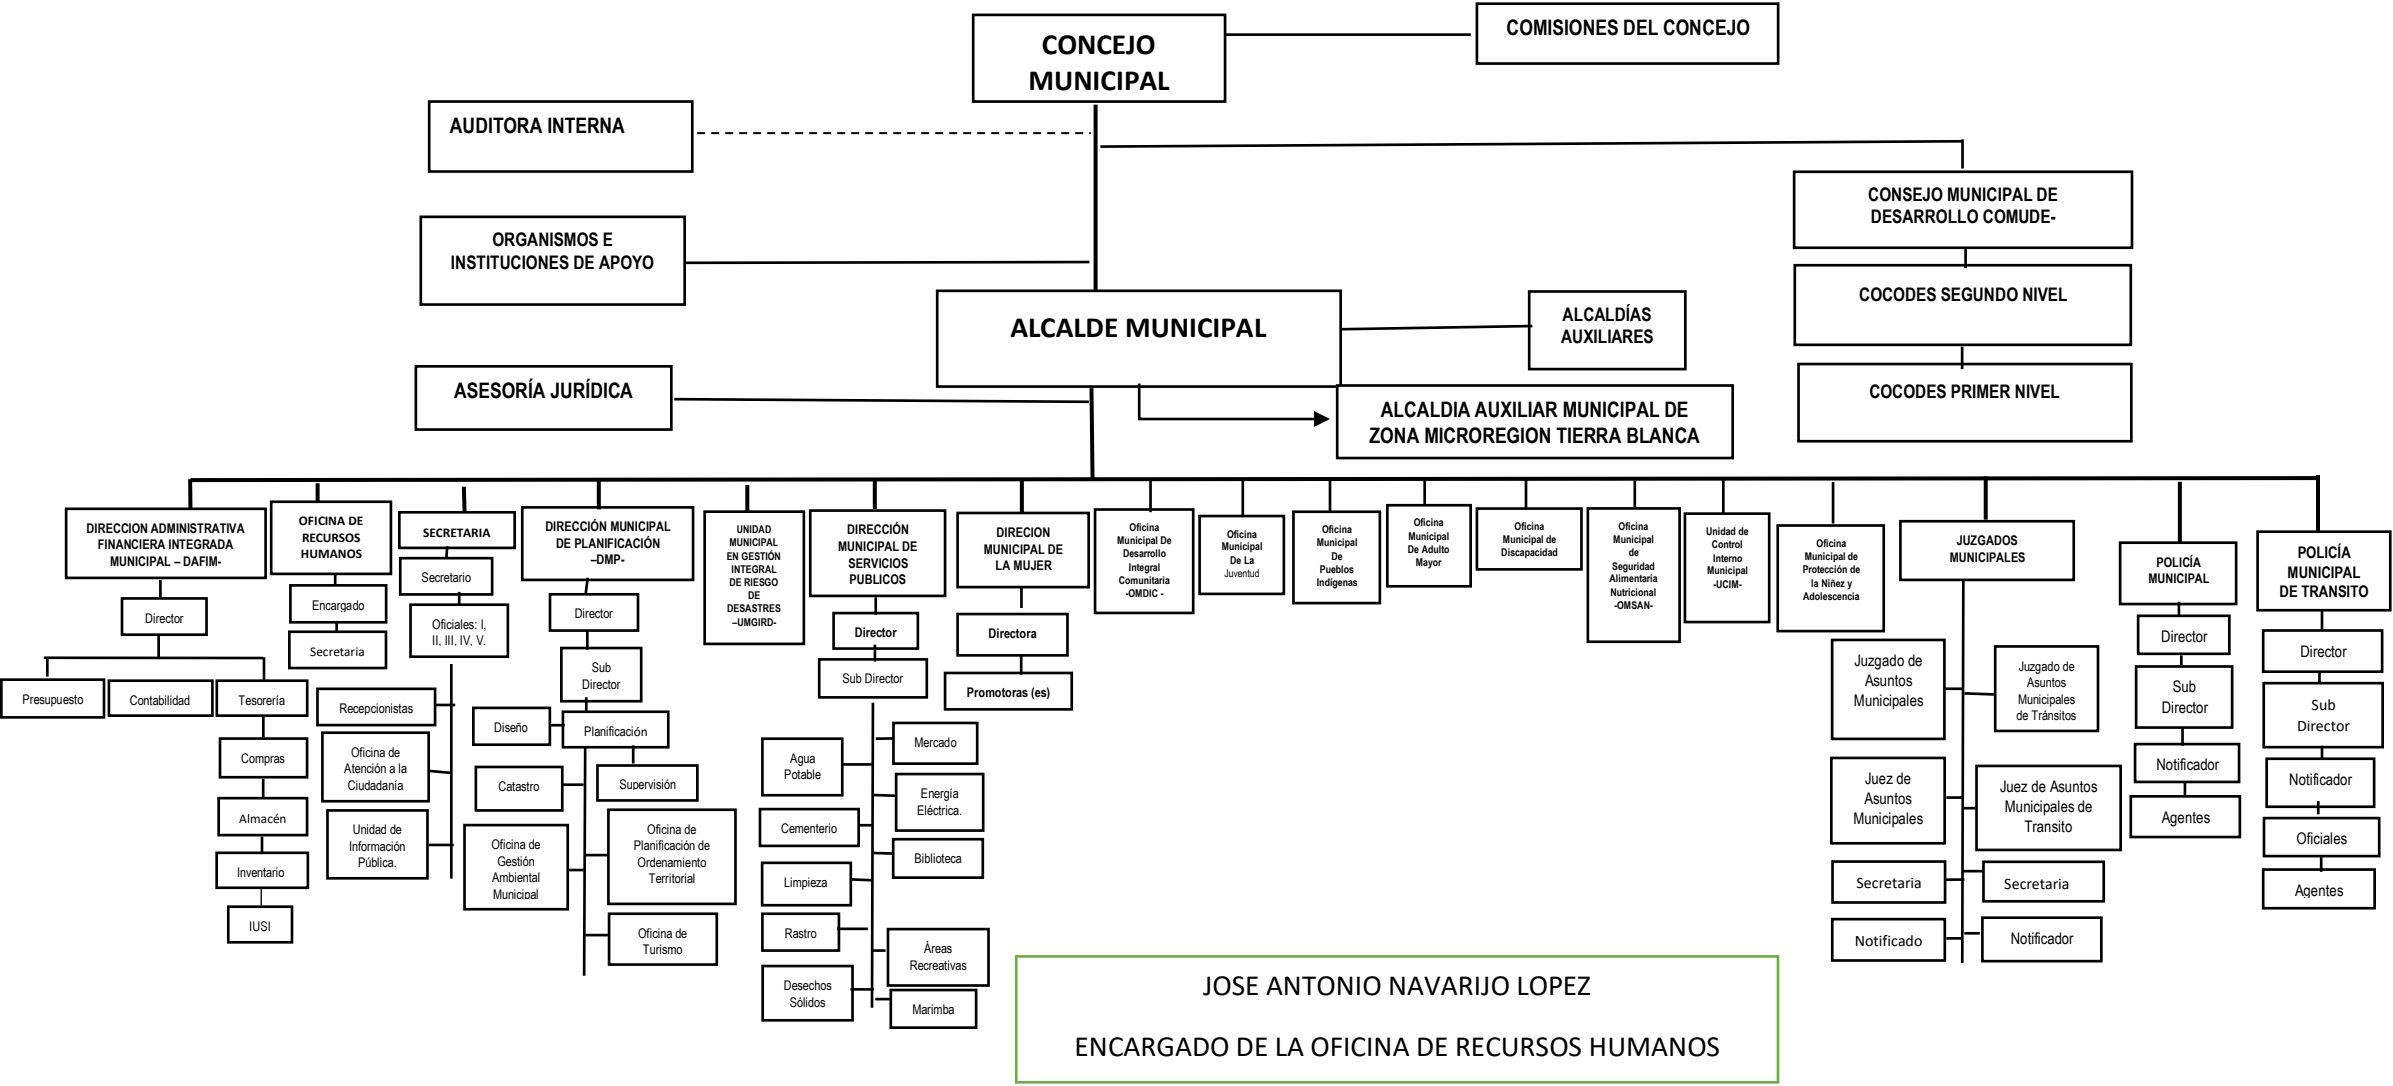 CONCEJO
MUNICIPAL
COMISIONES DEL CONCEJO
AUDITORA INTERNA
CONSEJO MUNICIPAL DE
DESARROLLO COMUDE-
ORGANISMOS E
INSTITUCIONES DE APOYO
COCODES SEGUNDO NIVEL
ALCALDE MUNICIPAL
ALCALDÍAS
AUXILIARES
ASESORÍA JURÍDICA
COCODES PRIMER NIVEL
ALCALDIA AUXILIAR MUNICIPAL DE
ZONA MICROREGION TIERRA BLANCA
DIRECCION ADMINISTRATIVA
FINANCIERA INTEGRADA
MUNICIPAL – DAFIM-
Director
Presupuesto
Contabilidad
Tesorería
Compras
Almacén
Inventario
IUSI
OFICINA DE
RECURSOS
HUMANOS
Encargado
Secretaria
SECRETARIA
Secretario
Oficiales: I,
II, III, IV, V.
Recepcionistas
Oficina de
Atención a la
Ciudadanía
Unidad de
Información
Pública.
DIRECCIÓN MUNICIPAL
DE PLANIFICACIÓN
–DMP-
Director
Sub
Director
Diseño
Planificación
Catastro
Supervisión
Oficina de
Gestión
Ambiental
Municipal
Oficina de
Planificación de
Ordenamiento
Territorial
Oficina de
Turismo
UNIDAD
MUNICIPAL
EN GESTIÓN
INTEGRAL
DE RIESGO
DE
DESASTRES
–UMGIRD-
DIRECCIÓN
MUNICIPAL DE
SERVICIOS
PUBLICOS
Director
Sub Director
Mercado
Agua
Potable
Energía
Eléctrica.
Cementerio
Biblioteca
Limpieza
Rastro
Áreas
Recreativas
Desechos
Sólidos
Marimba
DIRECION
MUNICIPAL DE
LA MUJER
Directora
Promotoras (es)
Oficina
Municipal De
Desarrollo
Integral
Comunitaria
-OMDIC -
Oficina
Municipal
De La
Juventud
Oficina
Municipal
De
Pueblos
Indígenas
Oficina
Municipal
De Adulto
Mayor
Oficina
Municipal de
Discapacidad
Oficina
Municipal
de
Seguridad
Alimentaria
Nutricional
-OMSAN-
Unidad de
Control
Interno
Municipal
-UCIM-
Oficina
Municipal de
Protección de
la Niñez y
Adolescencia
JUZGADOS
MUNICIPALES
Juzgado de
Asuntos
Municipales
Juzgado de
Asuntos
Municipales
de Tránsitos
Juez de
Asuntos
Municipales
Juez de Asuntos
Municipales de
Transito
Secretaria
Secretaria
Notificado
Notificador
POLICÍA
MUNICIPAL
Director
Sub
Director
Notificador
Agentes
POLICÍA
MUNICIPAL
DE TRANSITO
Director
Sub
Director
Notificador
Oficiales
Agentes
JOSE ANTONIO NAVARIJO LOPEZ
ENCARGADO DE LA OFICINA DE RECURSOS HUMANOS